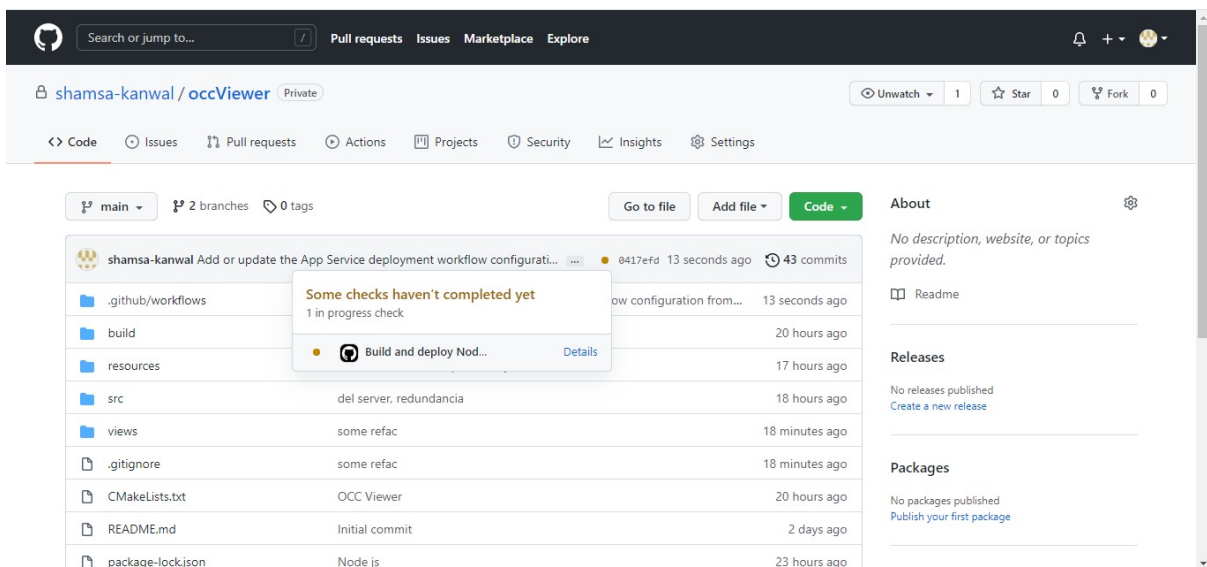 Search or jump to... /
Pull requests Issues Marketplace Explore
shamsa-kanwal / occViewer Private
Unwatch 1 Star 0 Fork 0
Code Issues Pull requests Actions Projects Security Insights Settings
main 2 branches 0 tags
Go to file Add file Code
shamsa-kanwal Add or update the App Service deployment workflow configurati... ... 0417efd 13 seconds ago 43 commits
Some checks haven't completed yet
1 in progress check
Build and deploy Nod... Details
.github/workflows ow configuration from... 13 seconds ago
build 20 hours ago
resources 17 hours ago
src del server, redundancia 18 hours ago
views some refac 18 minutes ago
.gitignore some refac 18 minutes ago
CMakeLists.txt OCC Viewer 20 hours ago
README.md Initial commit 2 days ago
package-lock.json Node js 23 hours ago
About
No description, website, or topics
provided.
Readme
Releases
No releases published
Create a new release
Packages
No packages published
Publish your first package